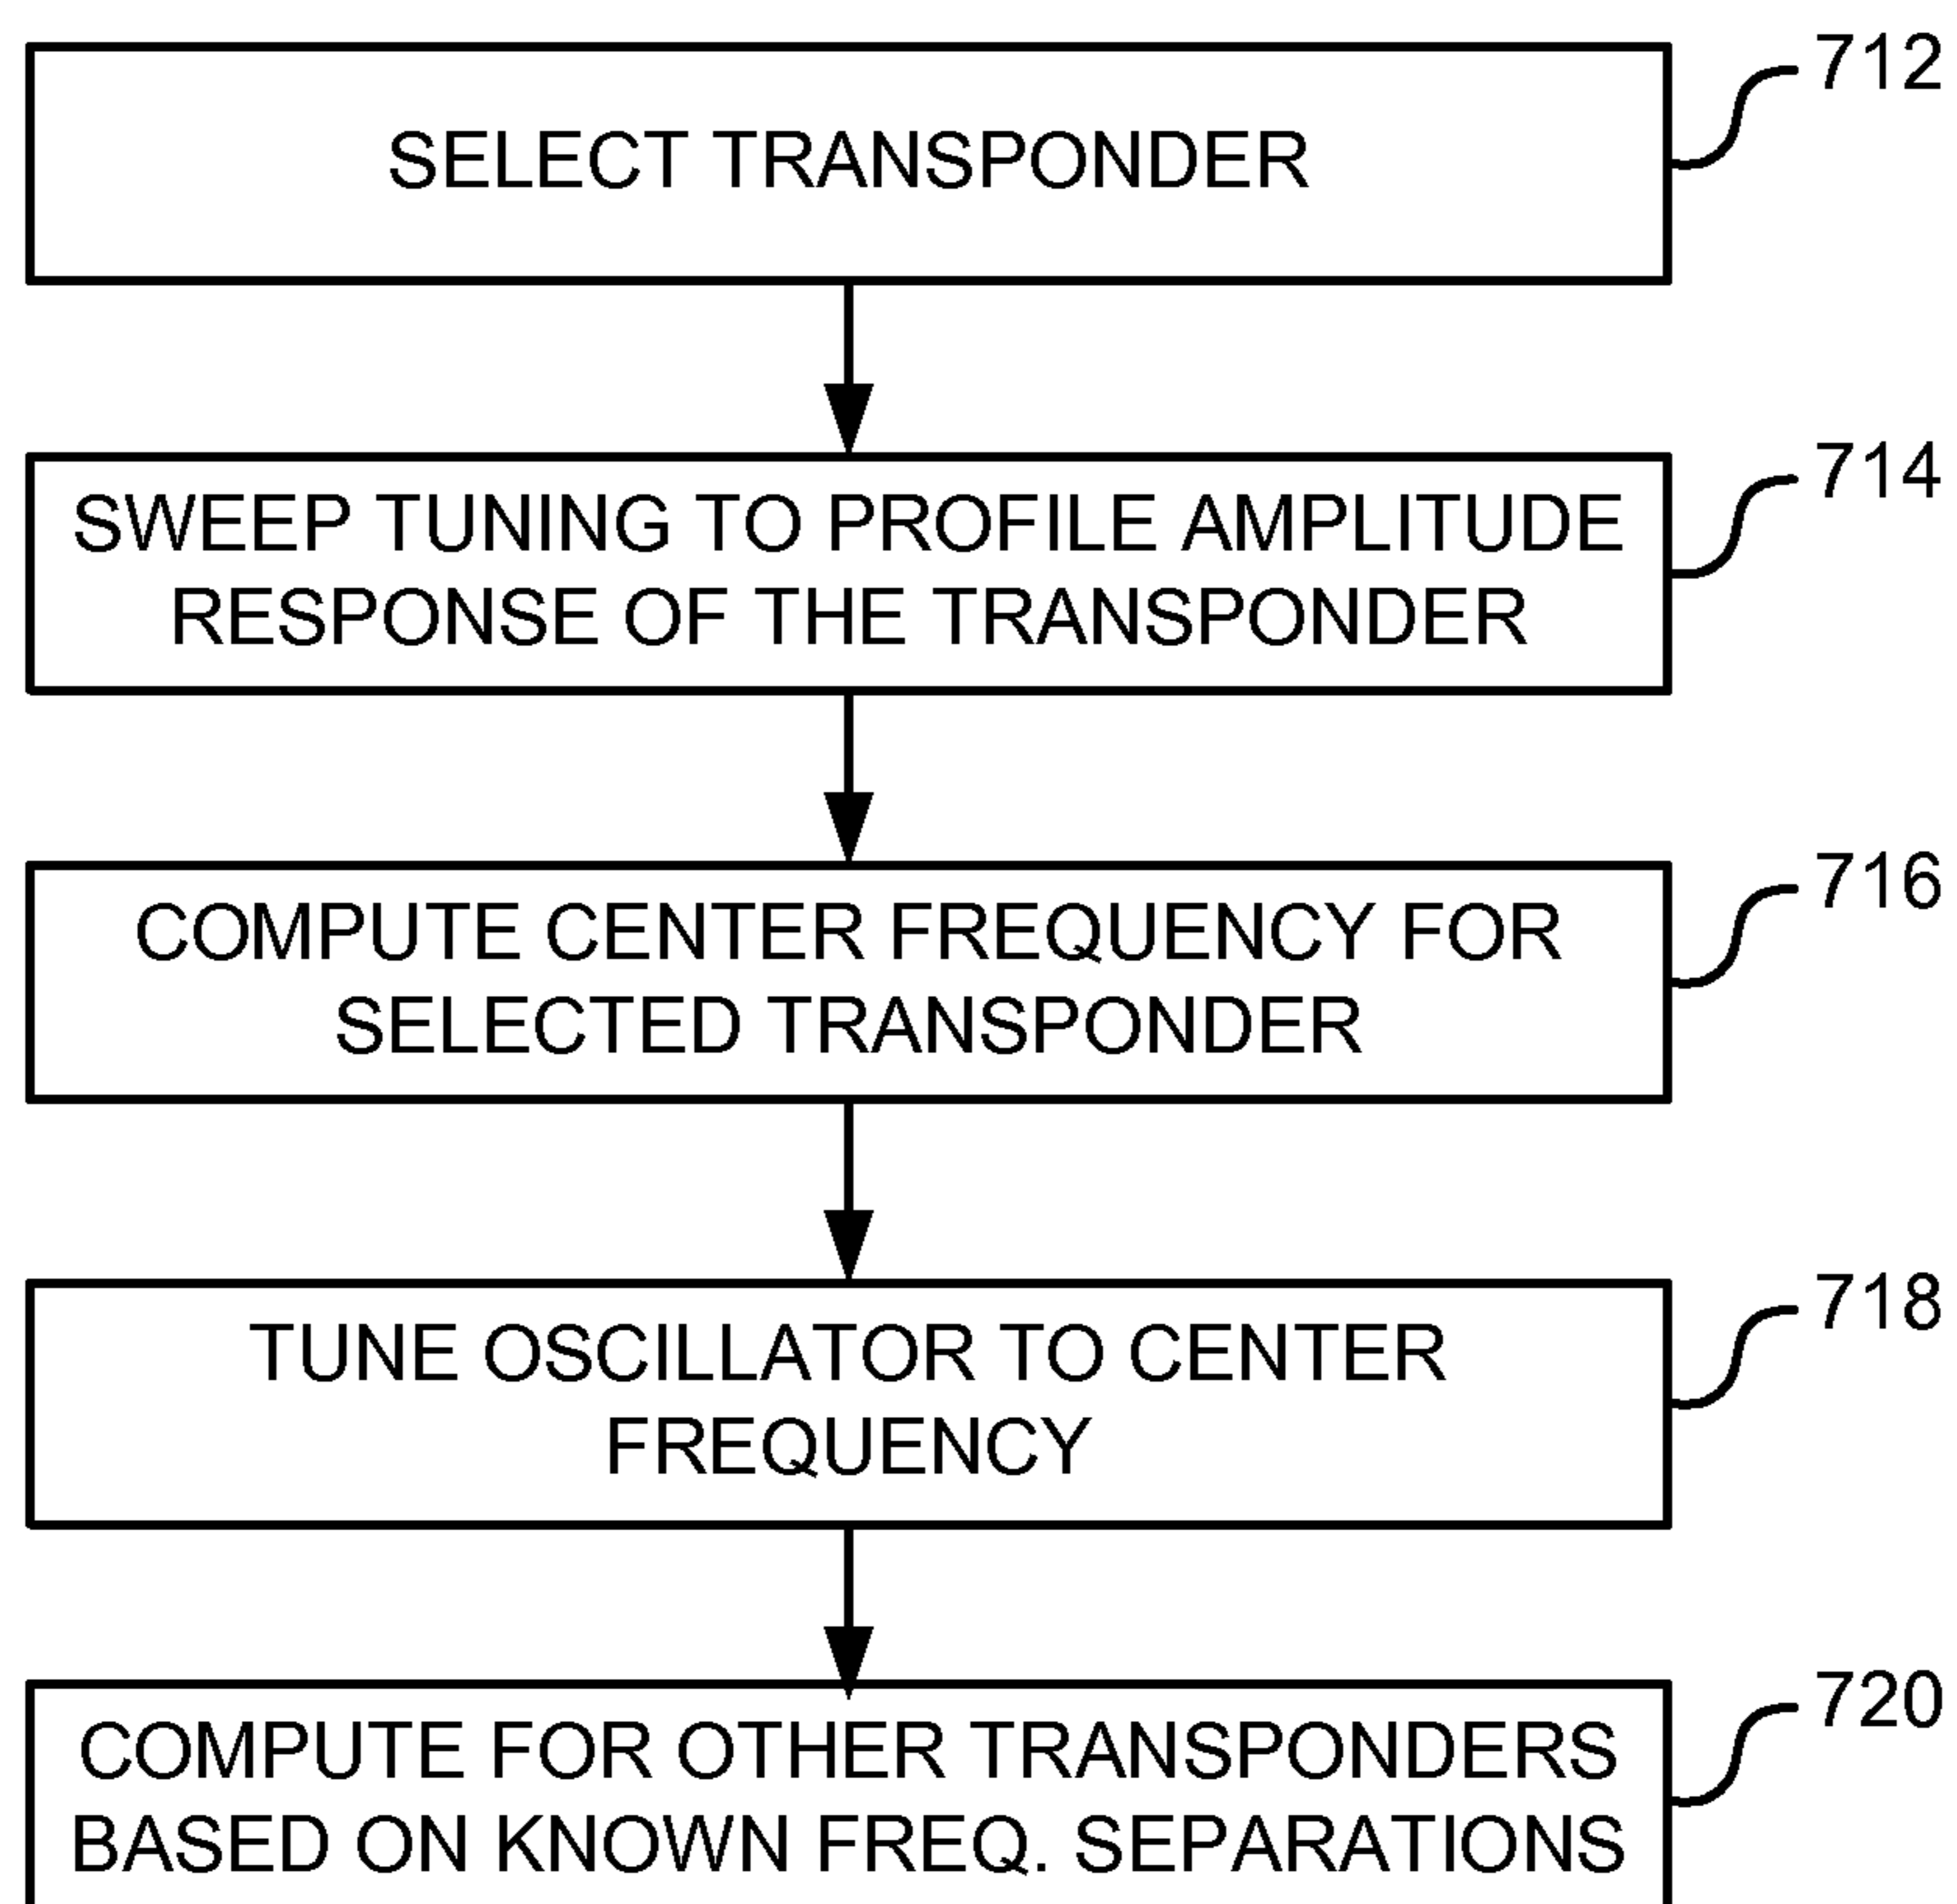 712
SELECT TRANSPONDER
714
SWEEP TUNING TO PROFILE AMPLITUDE
RESPONSE OF THE TRANSPONDER
716
COMPUTE CENTER FREQUENCY FOR
SELECTED TRANSPONDER
718
TUNE OSCILLATOR TO CENTER
FREQUENCY
720
COMPUTE FOR OTHER TRANSPONDERS
BASED ON KNOWN FREQ. SEPARATIONS